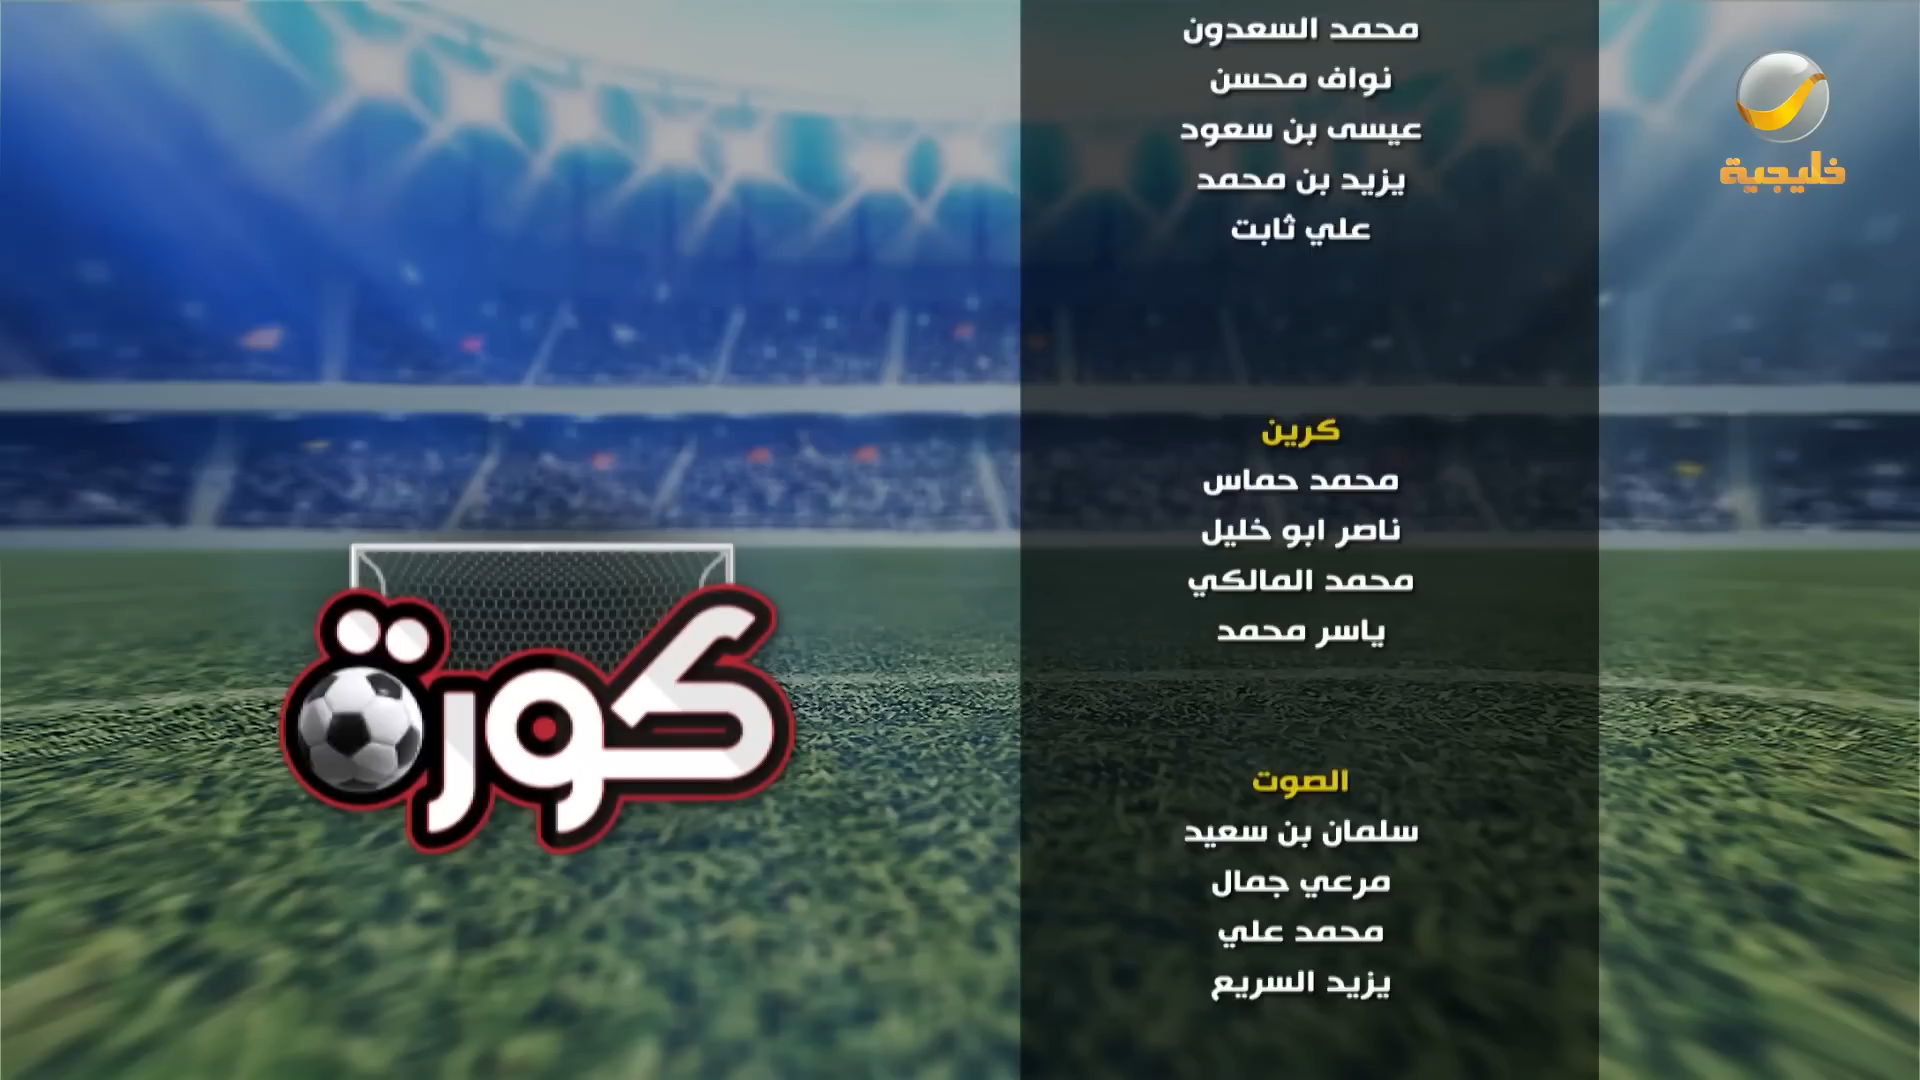 محمد السعدون
نواف محسن
عيسى بن سعود
يزيد بن محمد
علي ثابت
خليجية
كرين
محمد حماس
ناصر ابو خليل
محمد المالكي
ياسر محمد
كورة
الصوت
سلمان بن سعيد
مرعي جمال
محمد علي
يزيد السريع